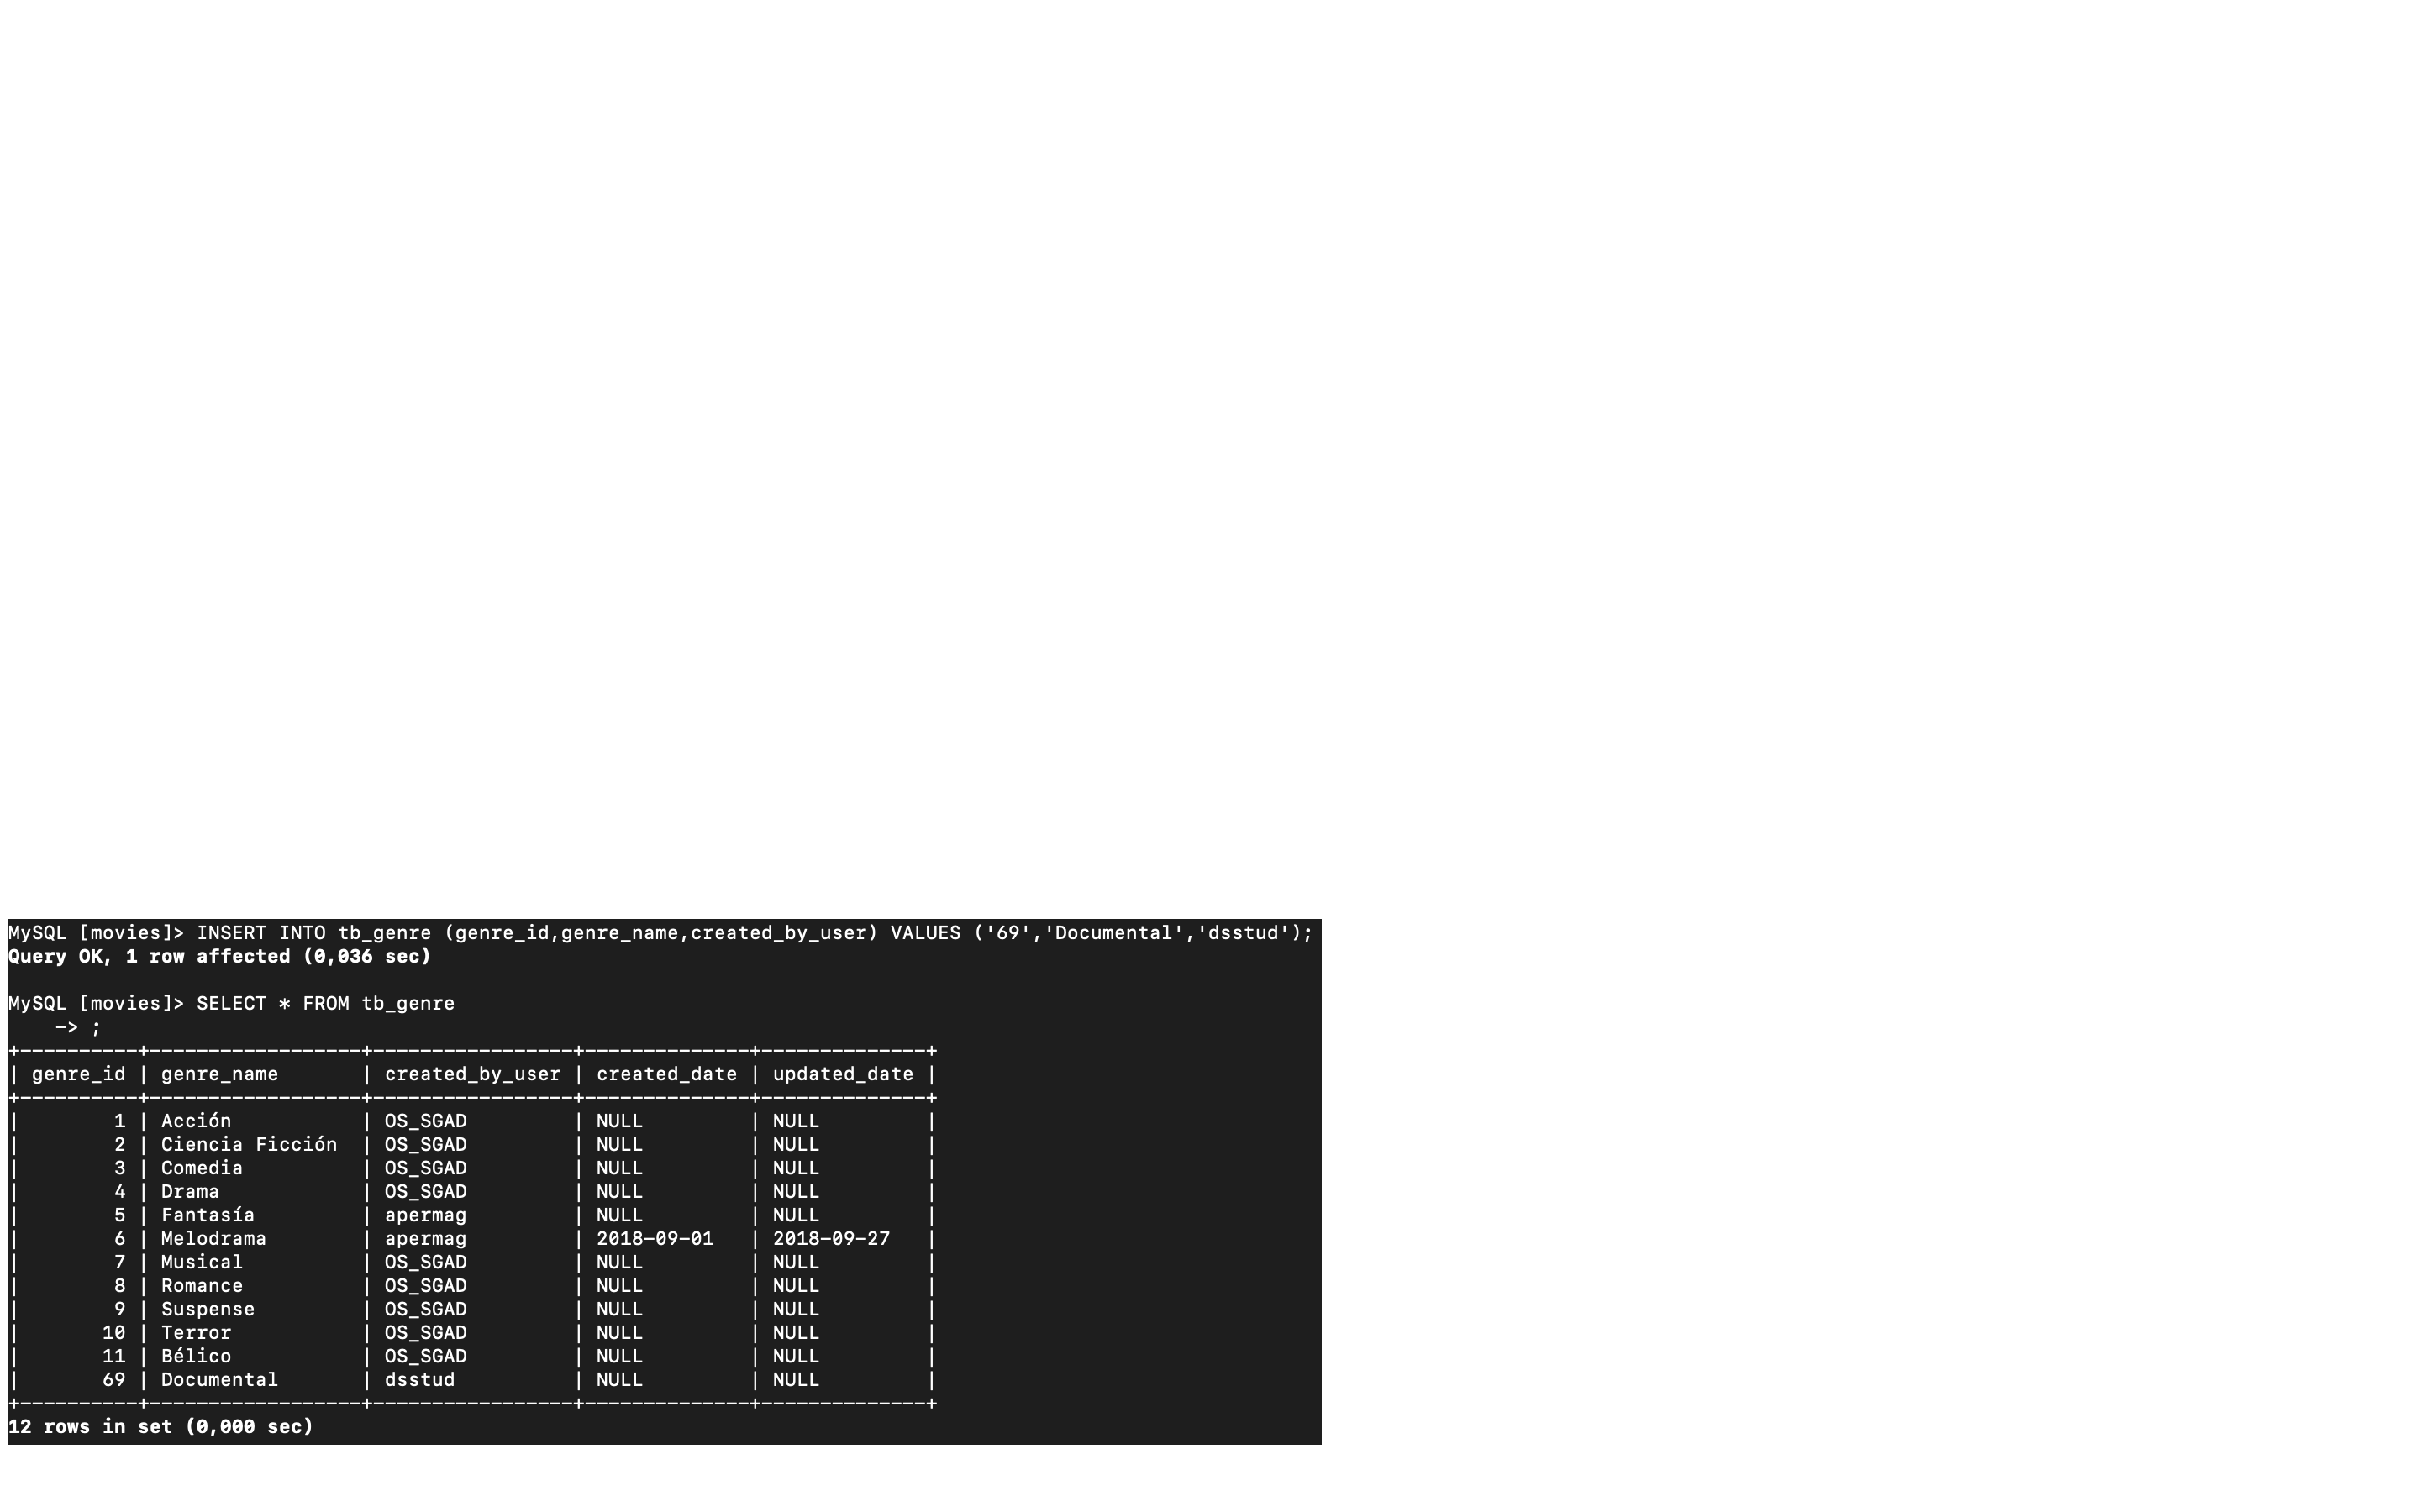 MySQL [movies]> INSERT INTO tb_genre (genre_id,genre_name,created_by_user) VALUES ('69','Documental','dsstud');
Query OK, 1 row affected (0,036 sec)
MySQL [movies]> SELECT * FROM tb_genre
    -> ;
+----------+------------------+-----------------+--------------+--------------+
| genre_id | genre_name       | created_by_user | created_date | updated_date |
+----------+------------------+-----------------+--------------+--------------+
|        1 | Acción           | OS_SGAD         | NULL         | NULL         |
|        2 | Ciencia Ficción  | OS_SGAD         | NULL         | NULL         |
|        3 | Comedia          | OS_SGAD         | NULL         | NULL         |
|        4 | Drama            | OS_SGAD         | NULL         | NULL         |
|        5 | Fantasía         | apermag         | NULL         | NULL         |
|        6 | Melodrama        | apermag         | 2018-09-01   | 2018-09-27   |
|        7 | Musical          | OS_SGAD         | NULL         | NULL         |
|        8 | Romance          | OS_SGAD         | NULL         | NULL         |
|        9 | Suspense         | OS_SGAD         | NULL         | NULL         |
|       10 | Terror           | OS_SGAD         | NULL         | NULL         |
|       11 | Bélico           | OS_SGAD         | NULL         | NULL         |
|       69 | Documental       | dsstud          | NULL         | NULL         |
+----------+------------------+-----------------+--------------+--------------+
12 rows in set (0,000 sec)